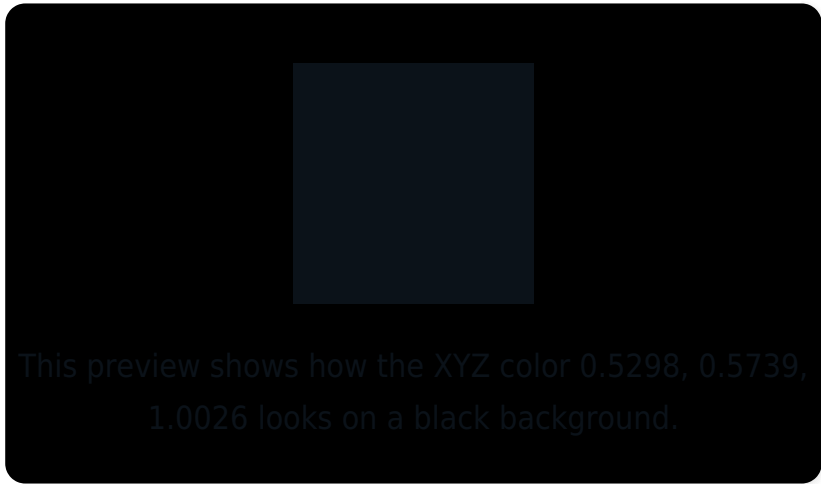 This preview shows how the XYZ color 0.5298, 0.5739,
1.0026 looks on a black background.